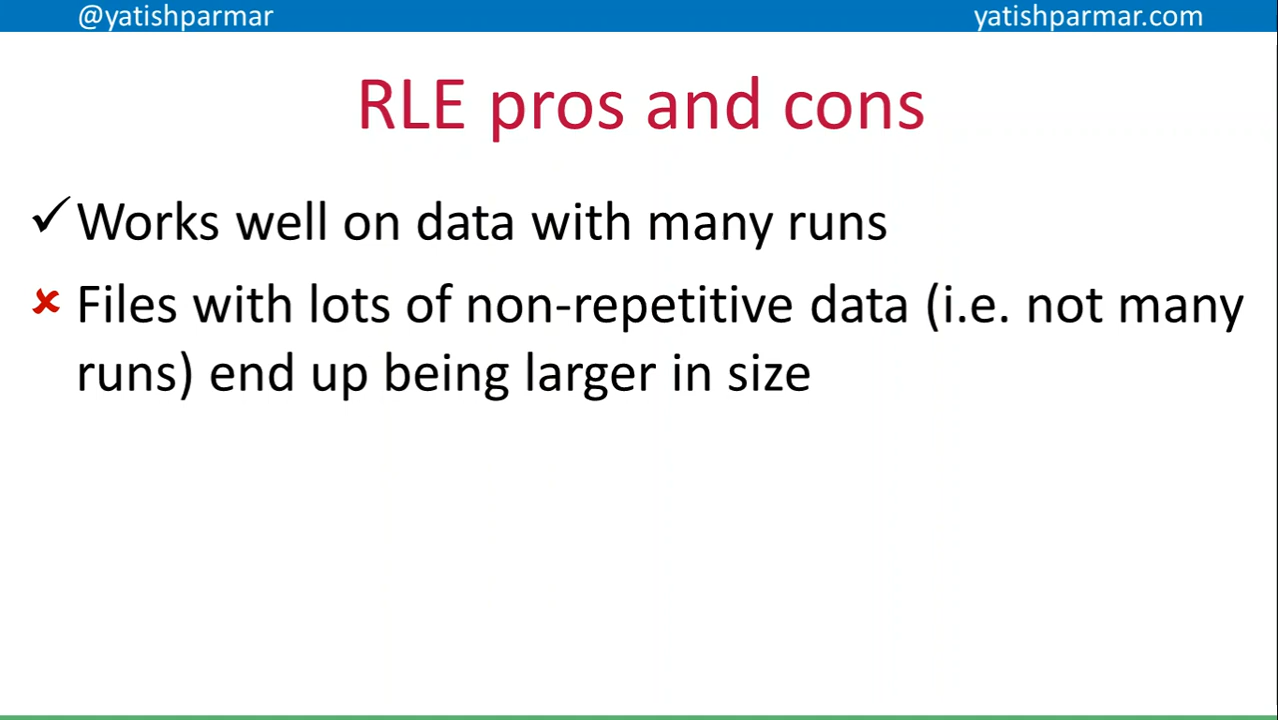 @yatishparmar yatishparmar.com
RLE pros and cons
✓ Works well on data with many runs
✘ Files with lots of non-repetitive data (i.e. not many
runs) end up being larger in size